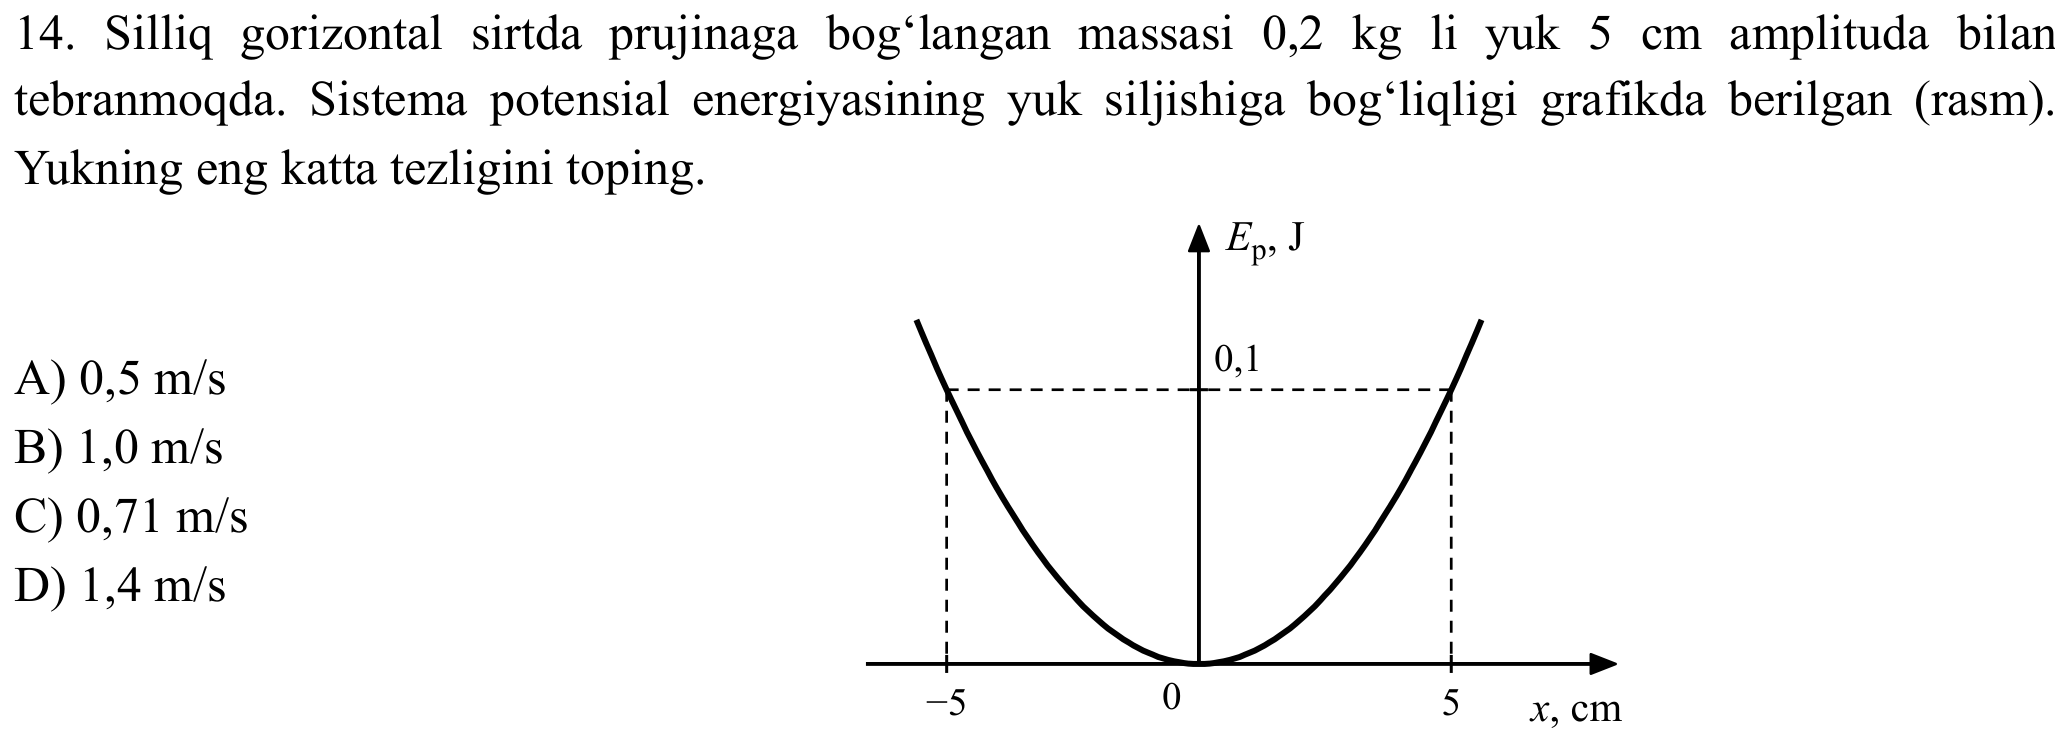 14. Silliq gorizontal sirtda prujinaga bog‘langan massasi 0,2 kg li yuk 5 cm amplituda bilan
tebranmoqda. Sistema potensial energiyasining yuk siljishiga bog‘liqligi grafikda berilgan (rasm).
Yukning eng katta tezligini toping.
Eₚ, J
0,1
A) 0,5 m/s
B) 1,0 m/s
C) 0,71 m/s
D) 1,4 m/s
−5 0 5 x, cm